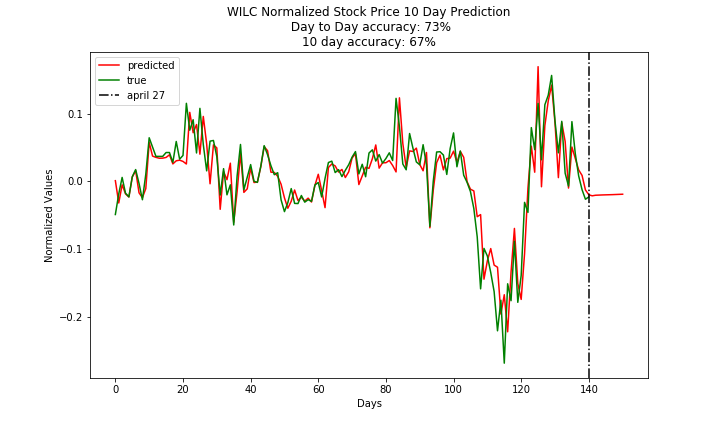 WILC Normalized Stock Price 10 Day Prediction
Day to Day accuracy: 73%
10 day accuracy: 67%
predicted
true
april 27
0.1
0.0
−0.1
−0.2
Normalized Values
0 20 40 60 80 100 120 140
Days